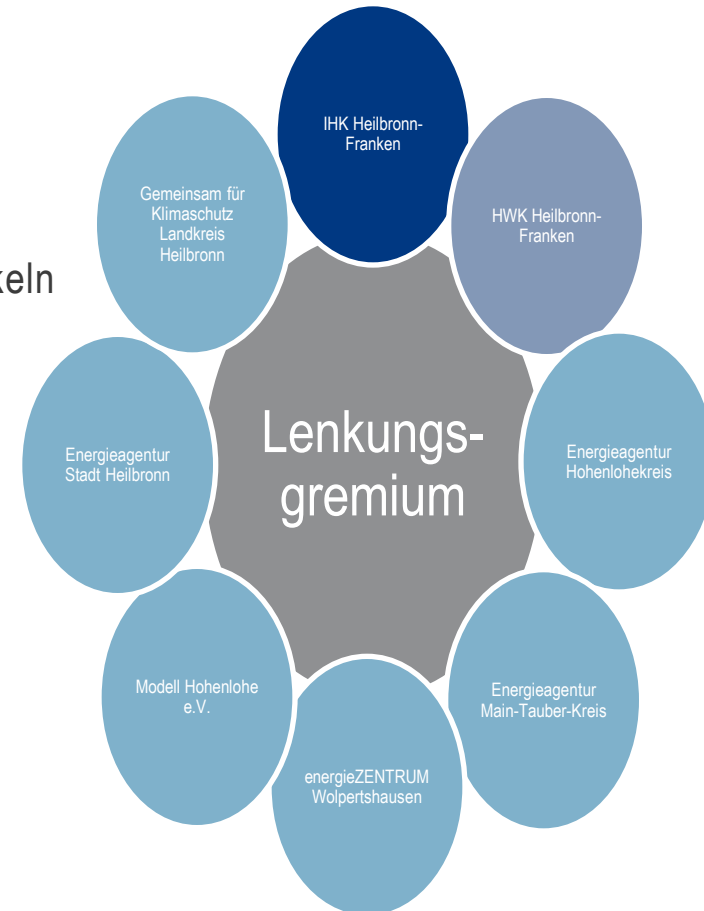 IHK Heilbronn-
Franken
Gemeinsam für
Klimaschutz
Landkreis
Heilbronn
HWK Heilbronn-
Franken
keln
Lenkungs-
gremium
Energieagentur
Stadt Heilbronn
Energieagentur
Hohenlohekreis
Modell Hohenlohe
e.V.
Energieagentur
Main-Tauber-Kreis
energieZENTRUM
Wolpertshausen